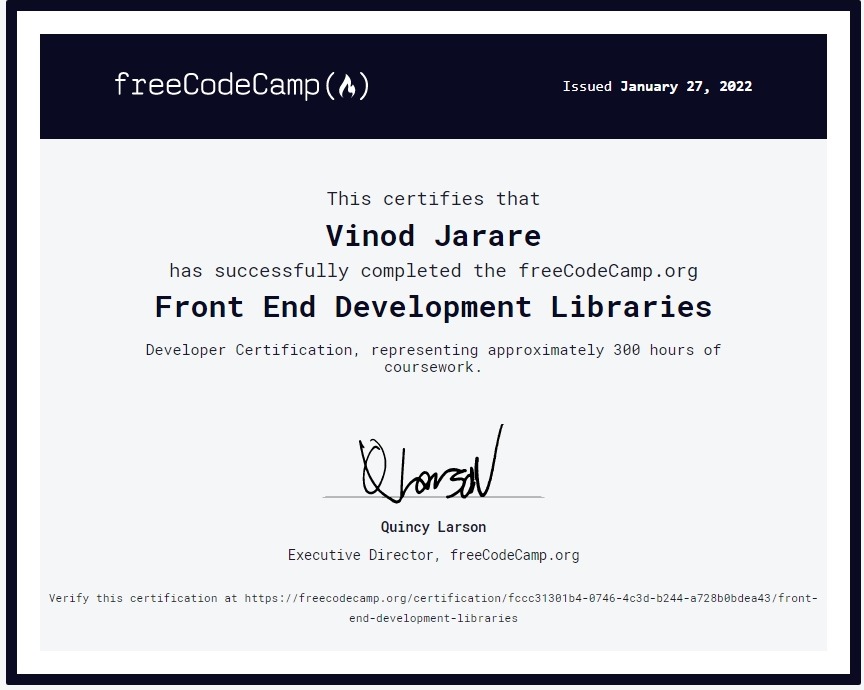 freeCodeCamp(🔥)
Issued January 27, 2022
This certifies that
Vinod Jarare
has successfully completed the freeCodeCamp.org
Front End Development Libraries
Developer Certification, representing approximately 300 hours of
coursework.
Q Larson
Quincy Larson
Executive Director, freeCodeCamp.org
Verify this certification at https://freecodecamp.org/certification/fccc31301b4-0746-4c3d-b244-a728b0bdea43/front-
end-development-libraries